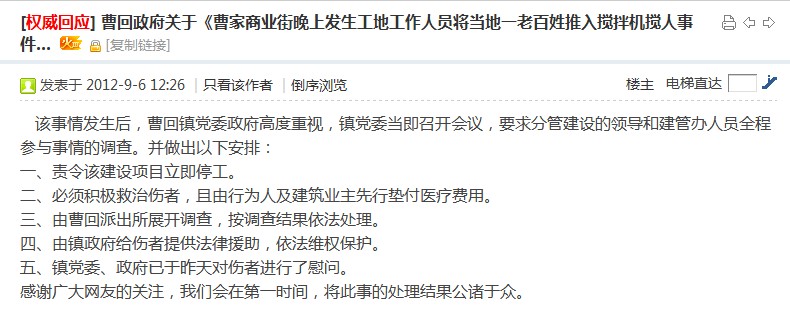 [权威回应] 曹回政府关于《曹家商业街晚上发生工地工作人员将当地一老百姓推入搅拌机搅人事
件... 火 [复制链接]
发表于 2012-9-6 12:26 | 只看该作者 | 倒序浏览 楼主 电梯直达
该事情发生后，曹回镇党委政府高度重视，镇党委当即召开会议，要求分管建设的领导和建管办人员全程
参与事情的调查。并做出以下安排：
一、责令该建设项目立即停工。
二、必须积极救治伤者，且由行为人及建筑业主先行垫付医疗费用。
三、由曹回派出所展开调查，按调查结果依法处理。
四、由镇政府给伤者提供法律援助，依法维权保护。
五、镇党委、政府已于昨天对伤者进行了慰问。
感谢广大网友的关注，我们会在第一时间，将此事的处理结果公诸于众。